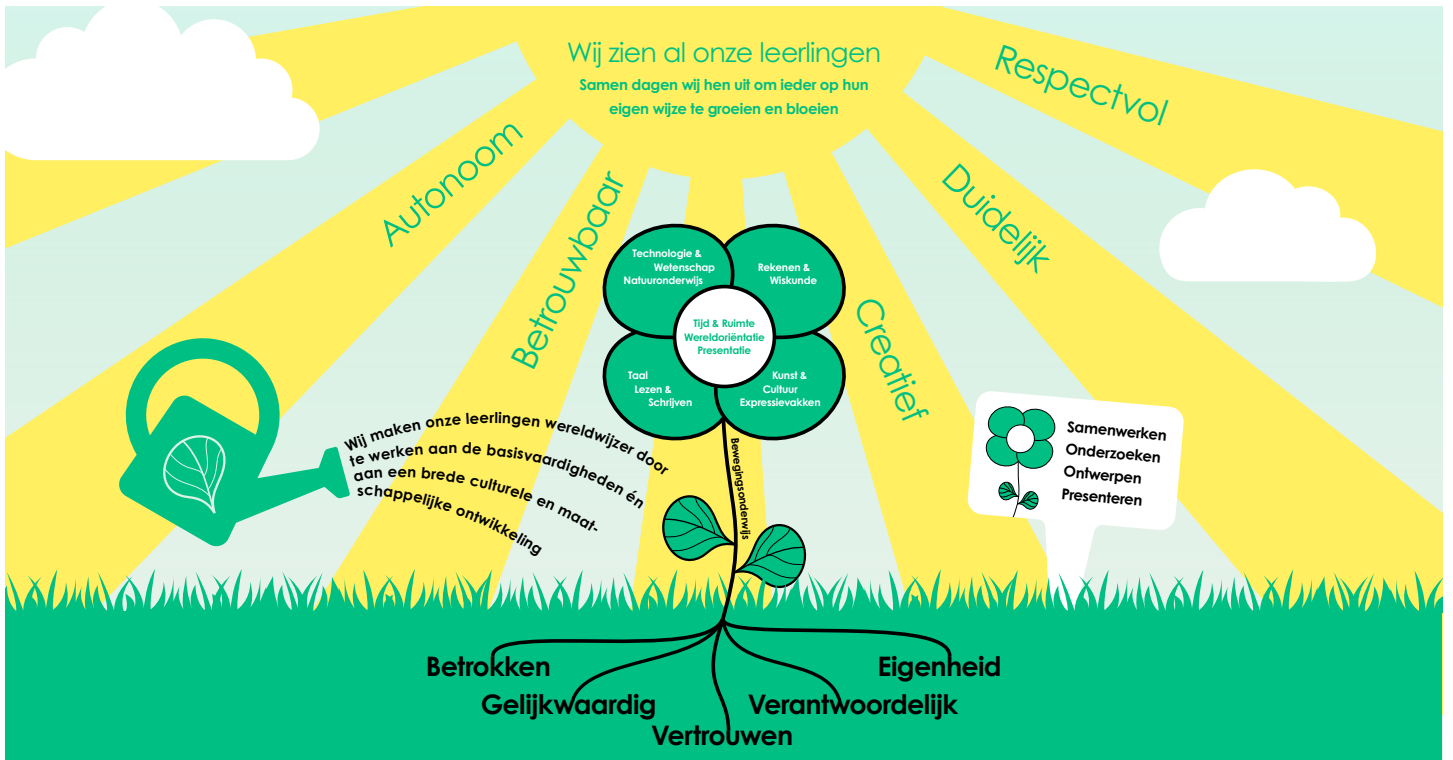 Wij zien al onze leerlingen
Samen dagen wij hen uit om ieder op hun
eigen wijze te groeien en bloeien
Autonoom
Betrouwbaar
Creatief
Duidelijk
Respectvol
Technologie &
Wetenschap
Natuuronderwijs
Rekenen &
Wiskunde
Tijd & Ruimte
Wereldoriëntatie
Presentatie
Taal
Lezen &
Schrijven
Kunst &
Cultuur
Expressievakken
Bewegingsonderwijs
Wij maken onze leerlingen wereldwijzer door
te werken aan de basisvaardigheden én
aan een brede culturele en maat-
schappelijke ontwikkeling
Samenwerken
Onderzoeken
Ontwerpen
Presenteren
Betrokken
Eigenheid
Gelijkwaardig
Verantwoordelijk
Vertrouwen